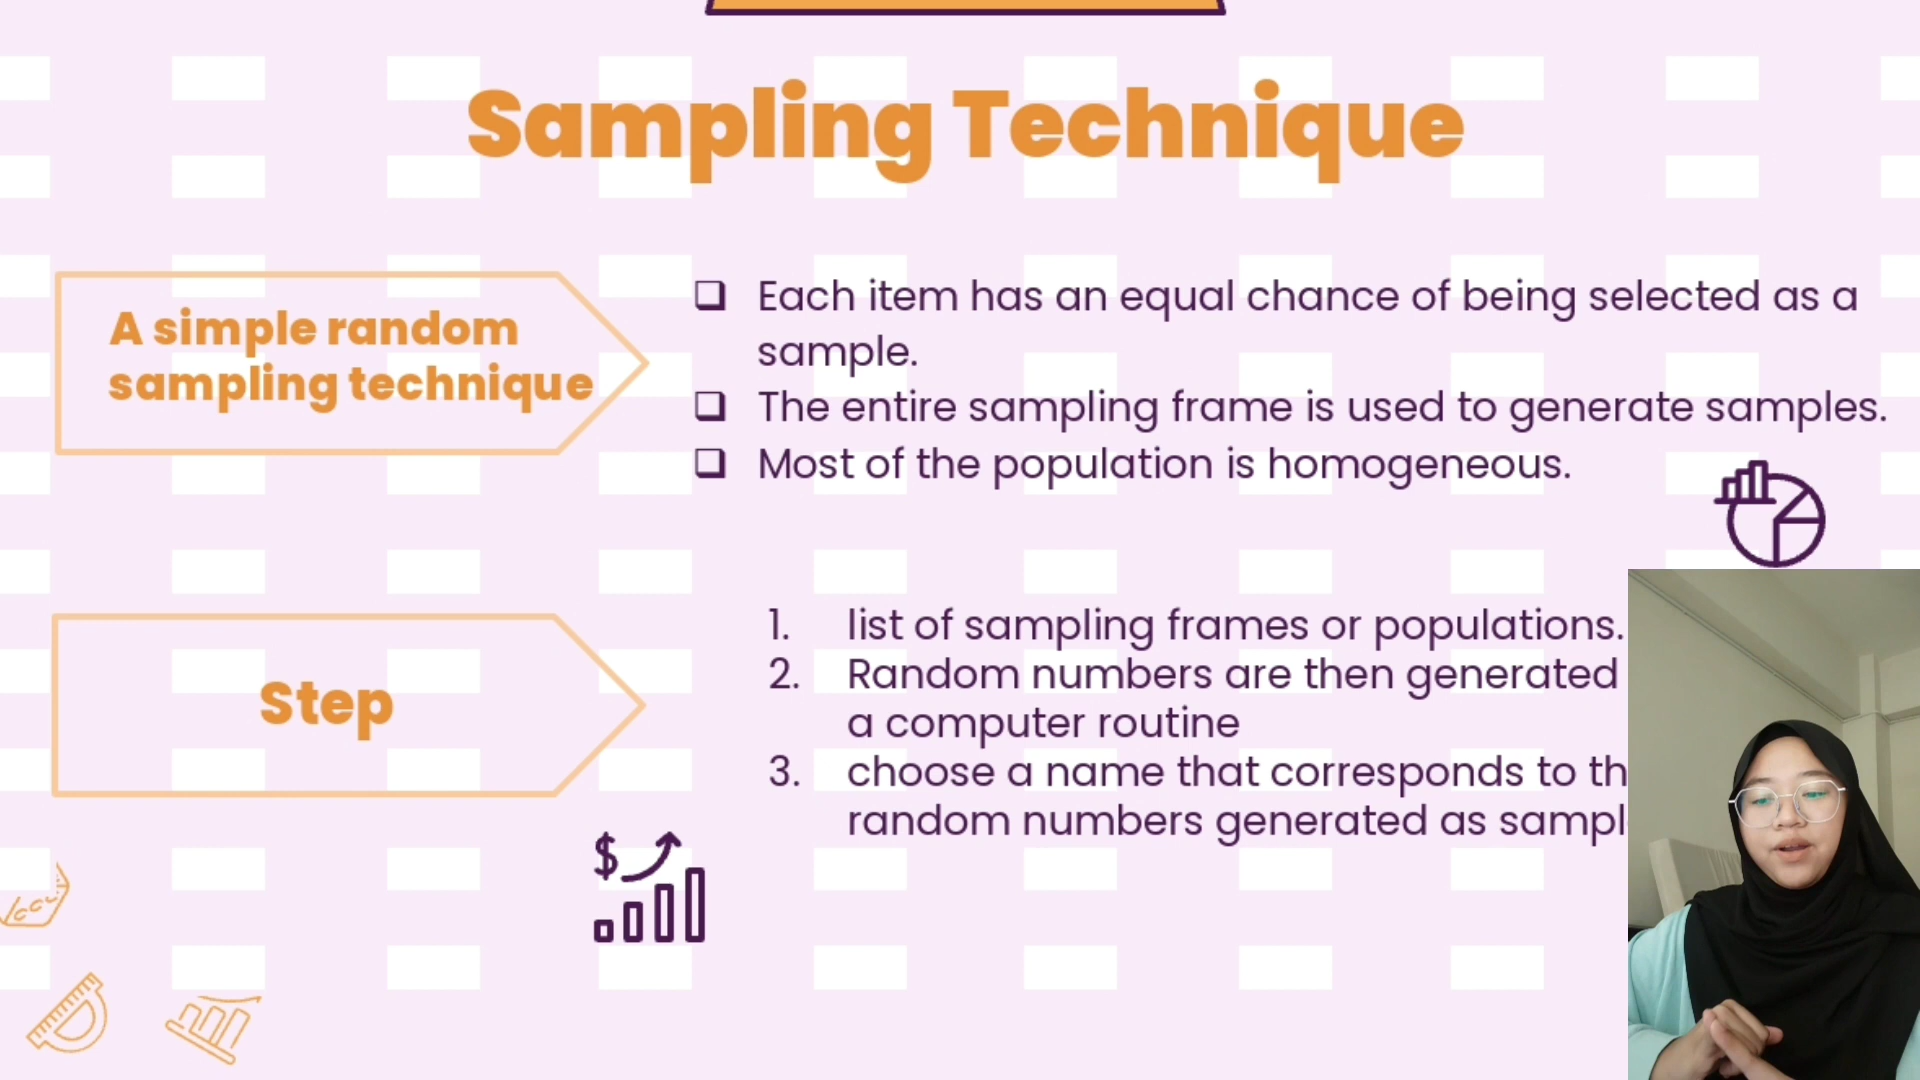 Sampling Technique
A simple random
sampling technique
❑ Each item has an equal chance of being selected as a
sample.
❑ The entire sampling frame is used to generate samples.
❑ Most of the population is homogeneous.
Step
1. list of sampling frames or populations.
2. Random numbers are then generated
a computer routine
3. choose a name that corresponds to
random numbers generated as
$